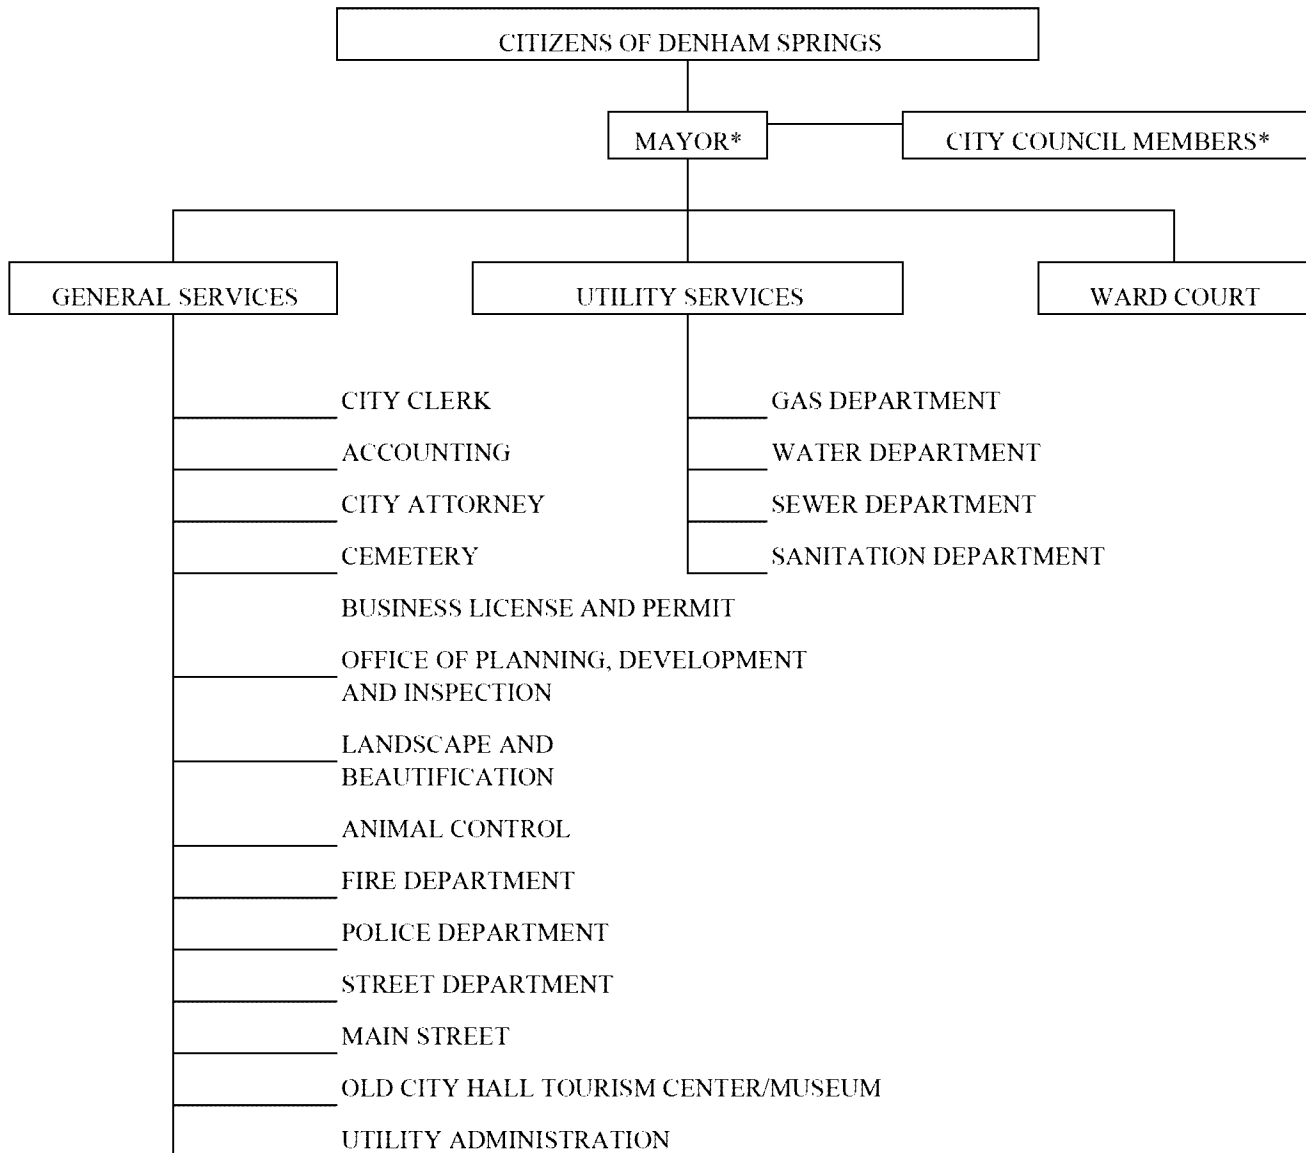 CITIZENS OF DENHAM SPRINGS
MAYOR*
CITY COUNCIL MEMBERS*
GENERAL SERVICES
UTILITY SERVICES
WARD COURT
CITY CLERK
ACCOUNTING
CITY ATTORNEY
CEMETERY
BUSINESS LICENSE AND PERMIT
OFFICE OF PLANNING, DEVELOPMENT
AND INSPECTION
LANDSCAPE AND
BEAUTIFICATION
ANIMAL CONTROL
FIRE DEPARTMENT
POLICE DEPARTMENT
STREET DEPARTMENT
MAIN STREET
OLD CITY HALL TOURISM CENTER/MUSEUM
UTILITY ADMINISTRATION
GAS DEPARTMENT
WATER DEPARTMENT
SEWER DEPARTMENT
SANITATION DEPARTMENT